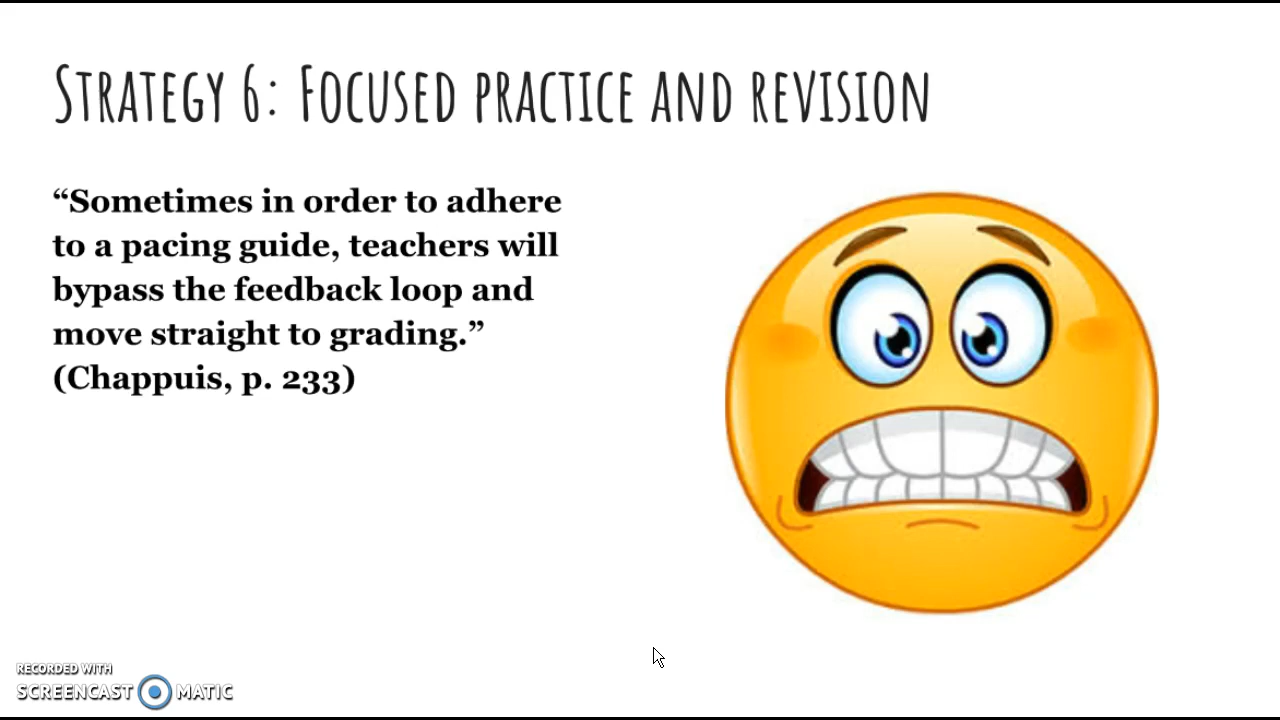 Strategy 6: Focused practice and revision
“Sometimes in order to adhere
to a pacing guide, teachers will
bypass the feedback loop and
move straight to grading.”
(Chappuis, p. 233)
RECORDED WITH
SCREENCAST MATIC